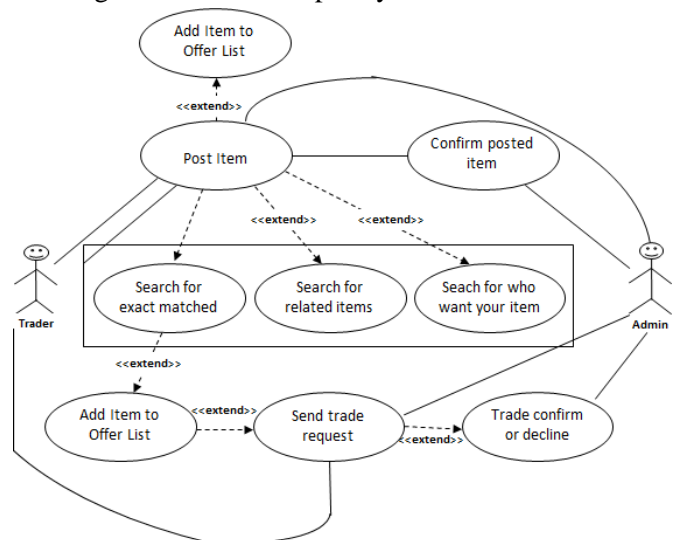 Add Item to
Offer List
<<extend>>
Post Item
Confirm posted
item
<<extend>>
<<extend>>
Search for
exact matched
Search for
related items
Seach for who
want your item
Trader
Admin
<<extend>>
Add Item to
Offer List
<<extend>>
Send trade
request
<<extend>>
Trade confirm
or decline